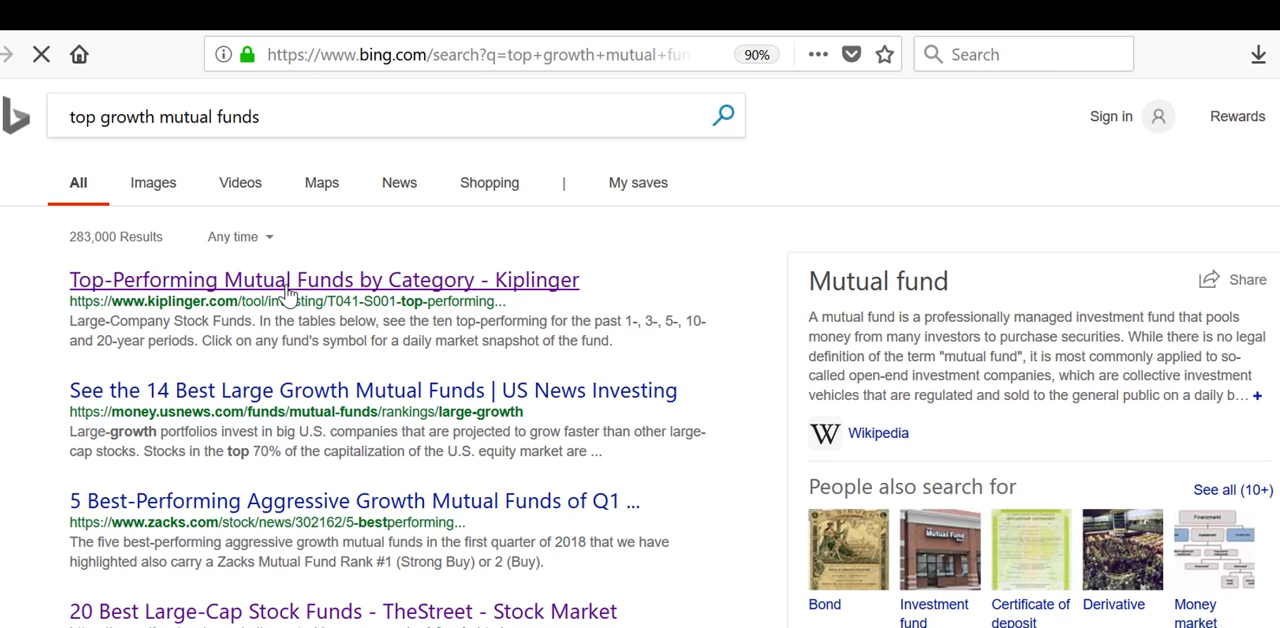 https://www.bing.com/search?q=top+growth+mutual+fun
90%
Search
top growth mutual funds
Sign in
Rewards
All
Images
Videos
Maps
News
Shopping
|
My saves
283,000 Results
Any time
Top-Performing Mutual Funds by Category - Kiplinger
https://www.kiplinger.com/tool/investing/T041-S001-top-performing...
Large-Company Stock Funds. In the tables below, see the ten top-performing for the past 1-, 3-, 5-, 10-
and 20-year periods. Click on any fund's symbol for a daily market snapshot of the fund.
See the 14 Best Large Growth Mutual Funds | US News Investing
https://money.usnews.com/funds/mutual-funds/rankings/large-growth
Large-growth portfolios invest in big U.S. companies that are projected to grow faster than other large-
cap stocks. Stocks in the top 70% of the capitalization of the U.S. equity market are ...
5 Best-Performing Aggressive Growth Mutual Funds of Q1 ...
https://www.zacks.com/stock/news/302162/5-bestperforming...
The five best-performing aggressive growth mutual funds in the first quarter of 2018 that we have
highlighted also carry a Zacks Mutual Fund Rank #1 (Strong Buy) or 2 (Buy).
20 Best Large-Cap Stock Funds - TheStreet - Stock Market
Mutual fund
Share
A mutual fund is a professionally managed investment fund that pools
money from many investors to purchase securities. While there is no legal
definition of the term "mutual fund", it is most commonly applied to so-
called open-end investment companies, which are collective investment
vehicles that are regulated and sold to the general public on a daily b... +
W Wikipedia
People also search for
See all (10+)
Mutual Fund
Bond
Investment
fund
Certificate of
deposit
Derivative
Money
market